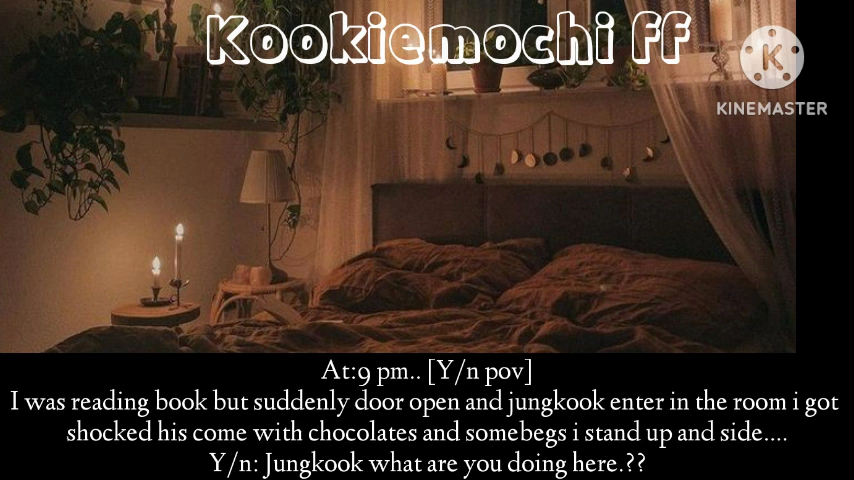 Kookiemochi ff
K
KINEMASTER
At:9 pm.. [Y/n pov]
I was reading book but suddenly door open and jungkook enter in the room i got
shocked his come with chocolates and somebegs i stand up and side....
Y/n: Jungkook what are you doing here.??